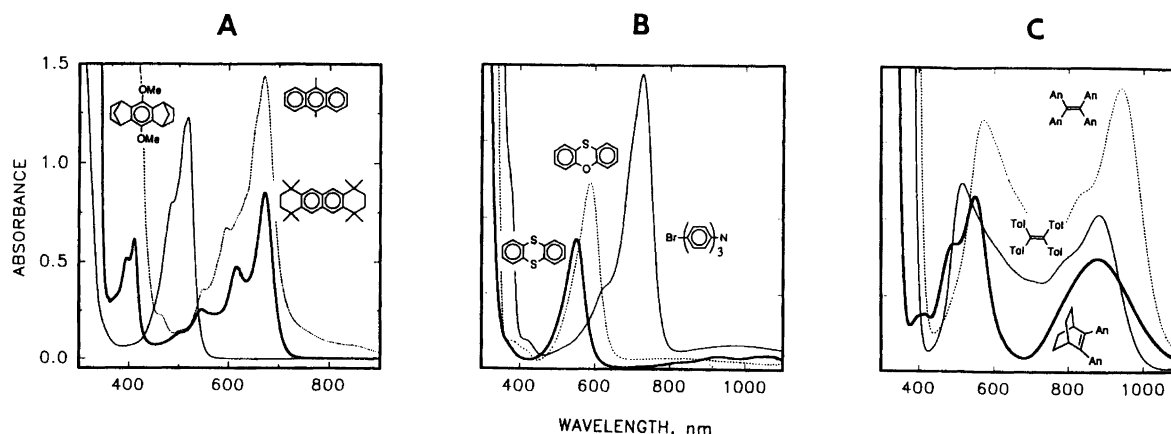 A
B
C
ABSORBANCE
1.5
1.0
0.5
0.0
OMe
OMe
400
600
800
S
O
S
S
Br
N
3
400
600
800
1000
An
An
An
An
Tol
Tol
Tol
Tol
An
An
400
600
800
1000
WAVELENGTH, nm